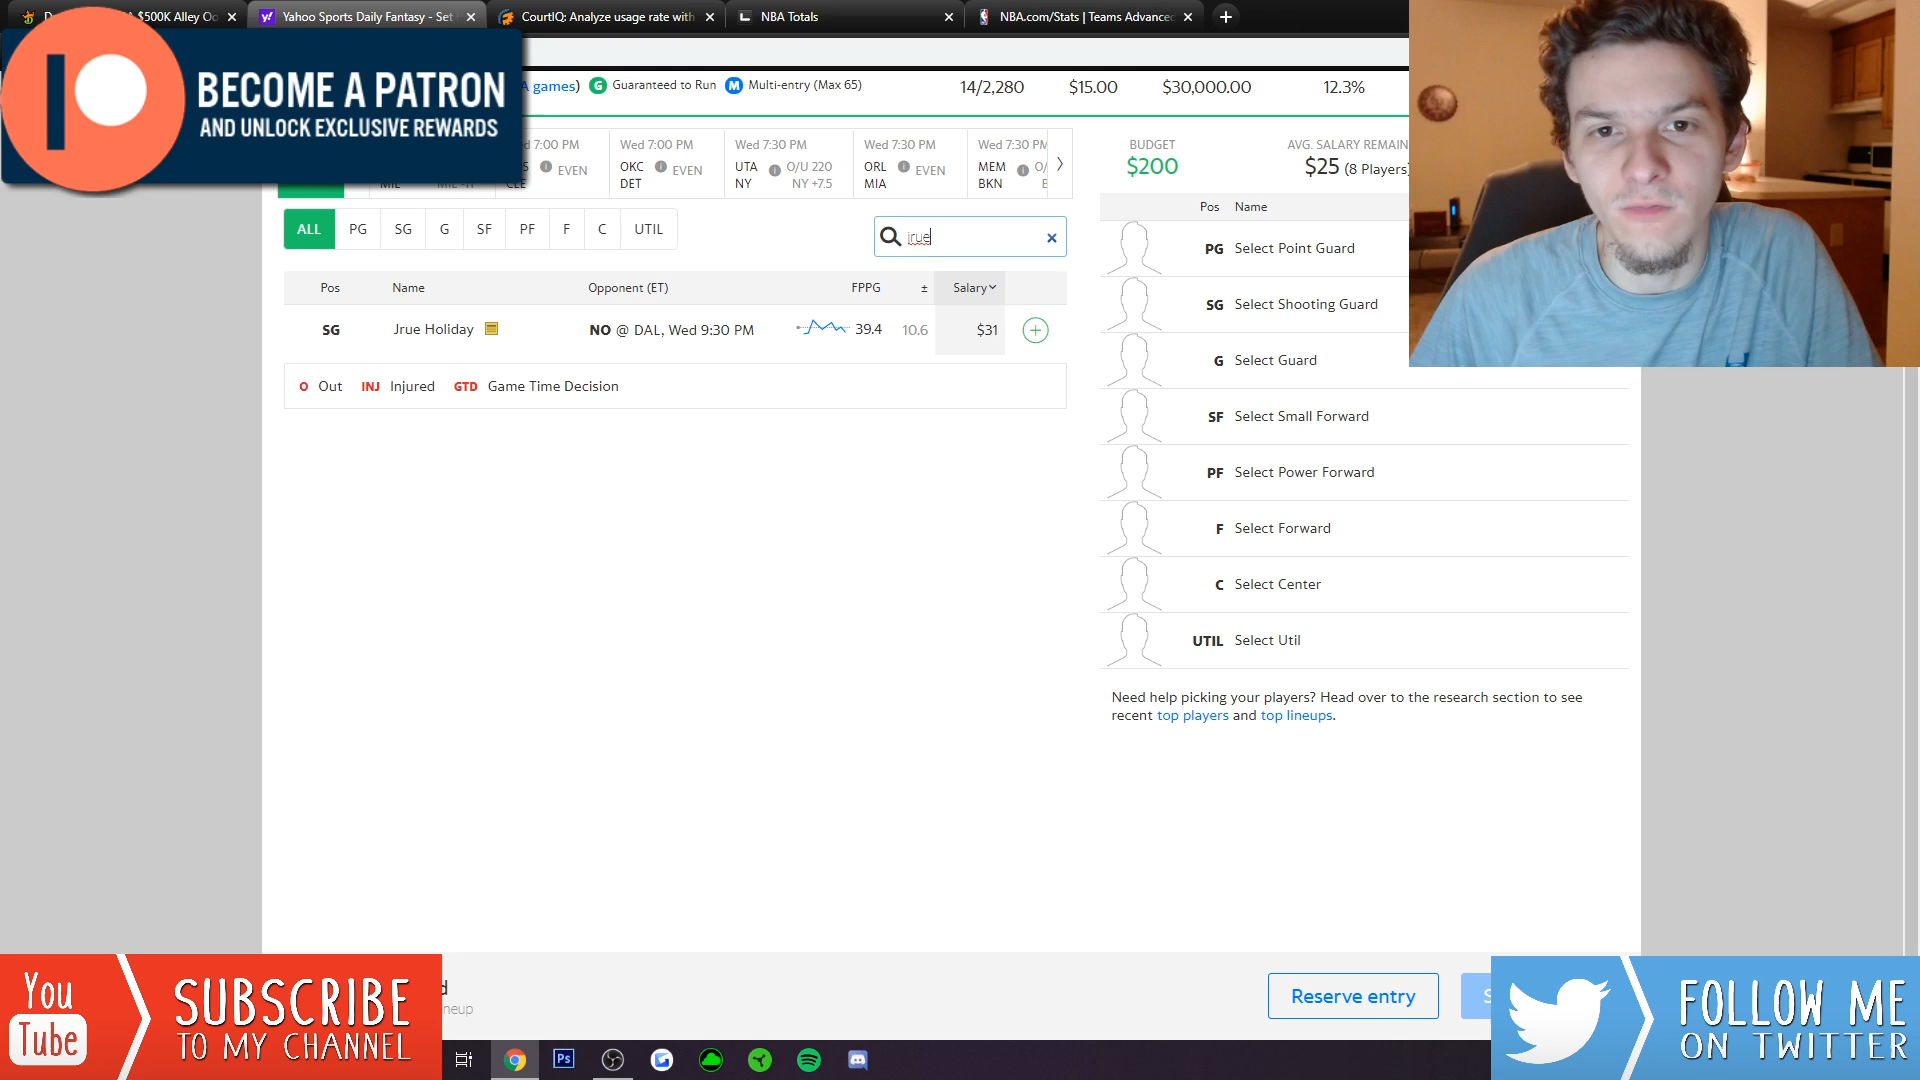 $500K Alley Oo
Yahoo Sports Daily Fantasy - Set
CourtIQ: Analyze usage rate with
NBA Totals
NBA.com/Stats | Teams Advance
BECOME A PATRON
AND UNLOCK EXCLUSIVE REWARDS
games) G Guaranteed to Run M Multi-entry (Max 65) 14/2,280 $15.00 $30,000.00 12.3%
7:00 PM
EVEN
CLE
Wed 7:00 PM
OKC EVEN
DET
Wed 7:30 PM
UTA O/U 220
NY NY +7.5
Wed 7:30 PM
ORL EVEN
MIA
Wed 7:30 PM
MEM O/
BKN
BUDGET
$200
AVG. SALARY REMAIN
$25 (8 Players)
ALL PG SG G SF PF F C UTIL
jrue
Pos Name Opponent (ET) FPPG ± Salary
SG Jrue Holiday NO @ DAL, Wed 9:30 PM 39.4 10.6 $31
O Out INJ Injured GTD Game Time Decision
Pos Name
PG Select Point Guard
SG Select Shooting Guard
G Select Guard
SF Select Small Forward
PF Select Power Forward
F Select Forward
C Select Center
UTIL Select Util
Need help picking your players? Head over to the research section to see
recent top players and top lineups.
Reserve entry
You
Tube
SUBSCRIBE
TO MY CHANNEL
neup
Ps
FOLLOW ME
ON TWITTER